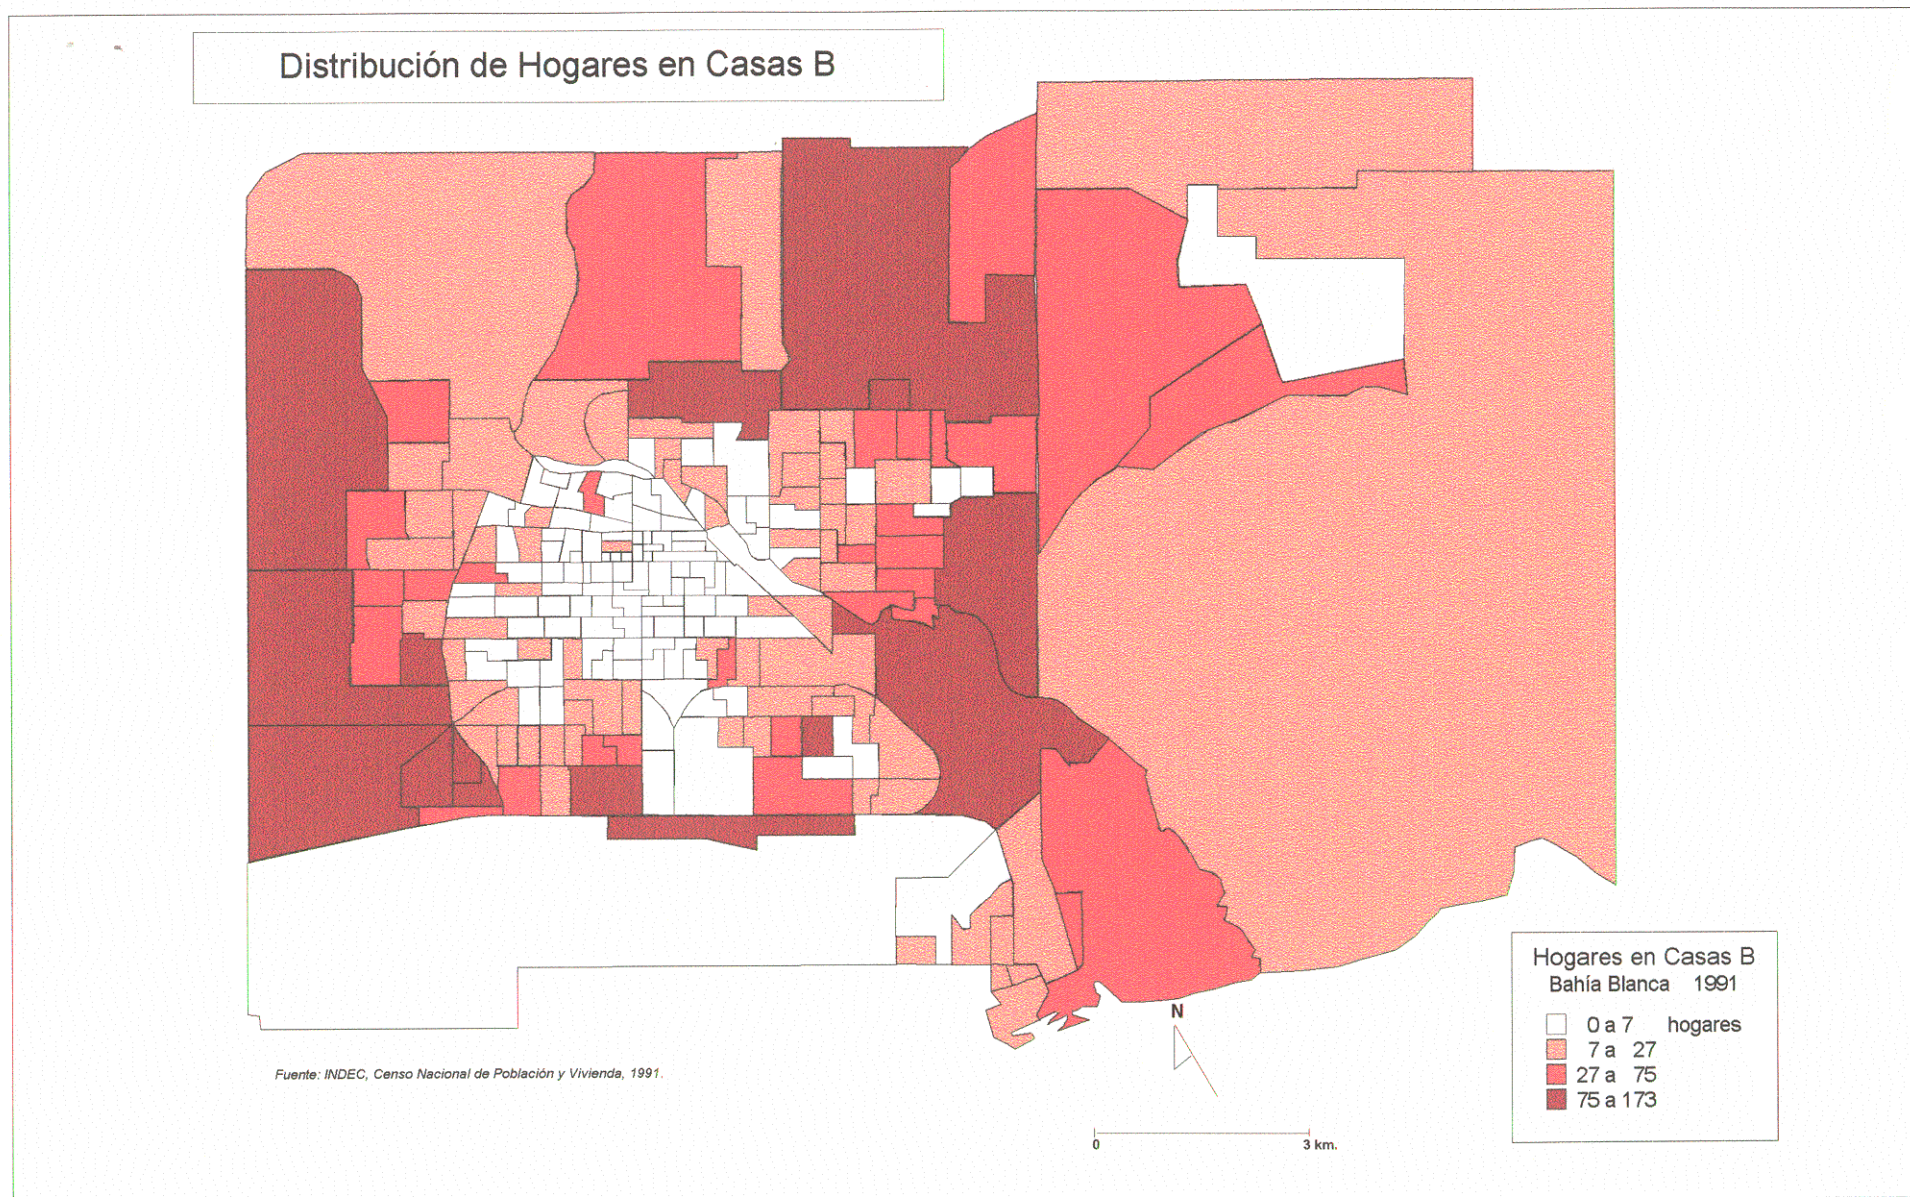 Distribución de Hogares en Casas B
Hogares en Casas B
Bahía Blanca 1991
0 a 7 hogares
7 a 27
27 a 75
75 a 173
N
0 3 km.
Fuente: INDEC, Censo Nacional de Población y Vivienda, 1991.